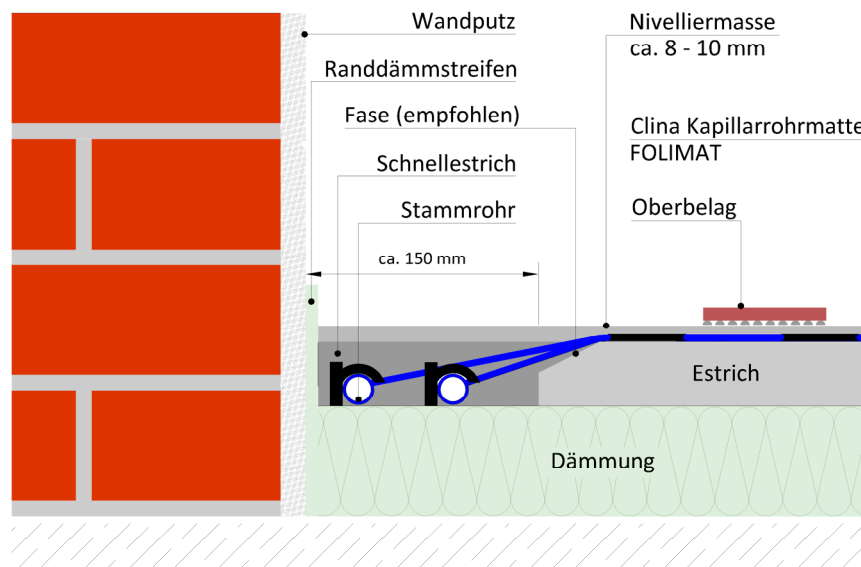 Wandputz
Randdämmstreifen
Fase (empfohlen)
Schnellestrich
Stammrohr
ca. 150 mm
Nivelliermasse
ca. 8 - 10 mm
Clina Kapillarrohrmatte
FOLIMAT
Oberbelag
Estrich
Dämmung